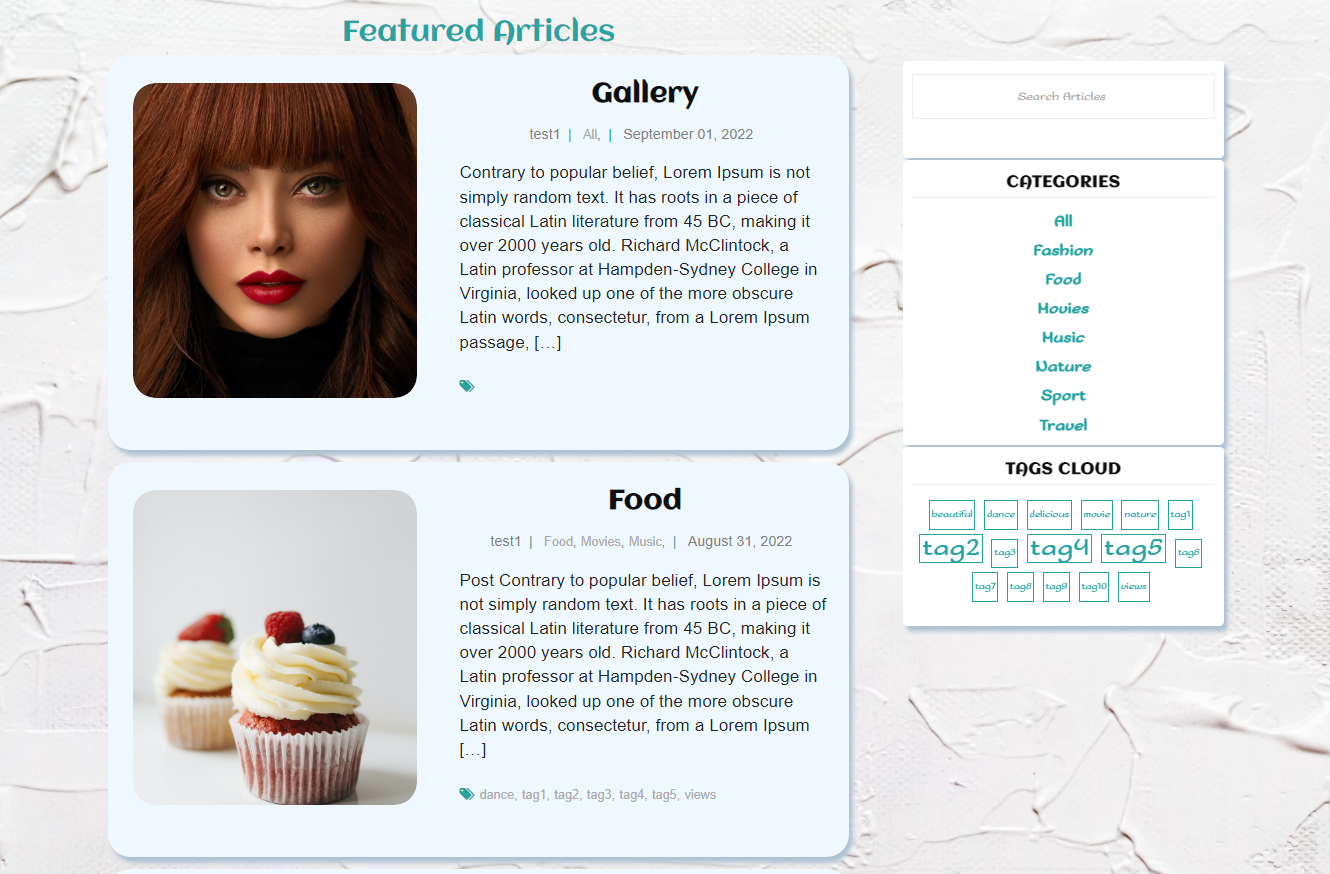 Featured Articles
Gallery
test1 | All, | September 01, 2022
Contrary to popular belief, Lorem Ipsum is not
simply random text. It has roots in a piece of
classical Latin literature from 45 BC, making it
over 2000 years old. Richard McClintock, a
Latin professor at Hampden-Sydney College in
Virginia, looked up one of the more obscure
Latin words, consectetur, from a Lorem Ipsum
passage, […]
Food
test1 | Food, Movies, Music, | August 31, 2022
Post Contrary to popular belief, Lorem Ipsum is
not simply random text. It has roots in a piece of
classical Latin literature from 45 BC, making it
over 2000 years old. Richard McClintock, a
Latin professor at Hampden-Sydney College in
Virginia, looked up one of the more obscure
Latin words, consectetur, from a Lorem Ipsum
[…]
dance, tag1, tag2, tag3, tag4, tag5, views
Search Articles
CATEGORIES
All
Fashion
Food
Movies
Music
Nature
Sport
Travel
TAGS CLOUD
beautiful dance delicious movie nature tag1
tag2 tag3 tag4 tag5 tag6
tag7 tag8 tag9 tag10 views